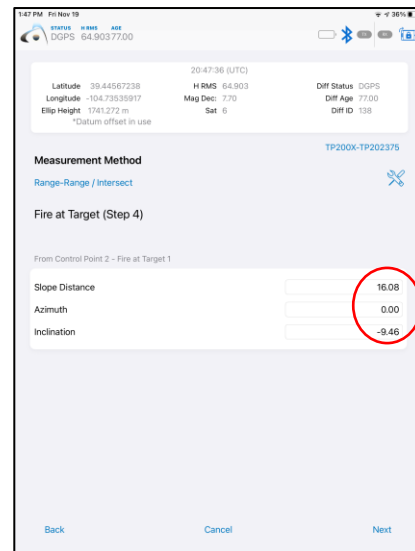 1:47 PM Fri Nov 19 36%
STATUS H RMS AGE
DGPS 64.903 77.00
20:47:36 (UTC)
Latitude 39.44567238 H RMS 64.903 Diff Status DGPS
Longitude -104.73535917 Mag Dec: 7.70 Diff Age 77.00
Ellip Height 1741.272 m Sat 6 Diff ID 138
*Datum offset in use
TP200X-TP202375
Measurement Method
Range-Range / Intersect
Fire at Target (Step 4)
From Control Point 2 - Fire at Target 1
Slope Distance 16.08
Azimuth 0.00
Inclination -9.46
Back Cancel Next